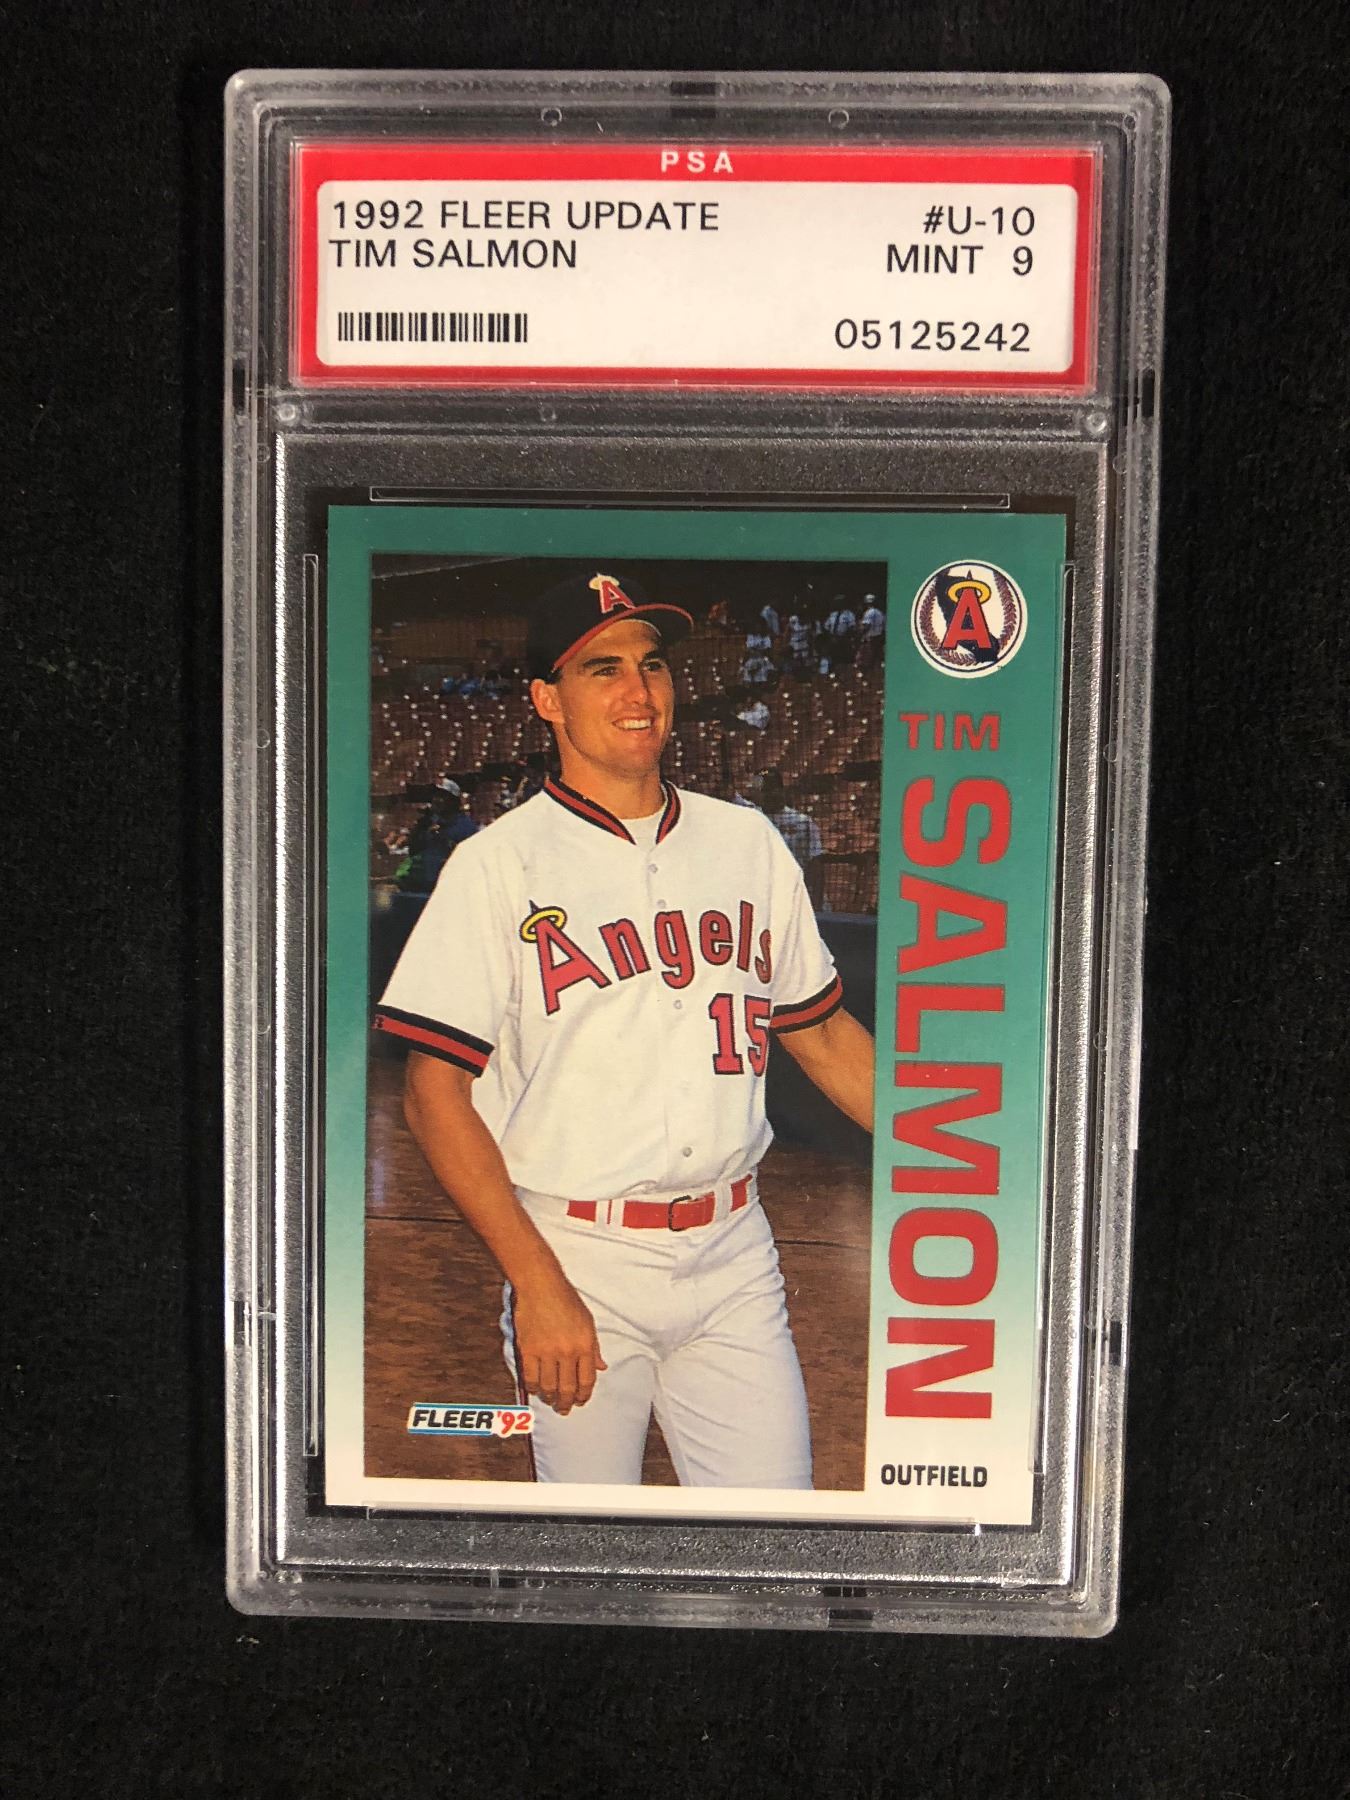 PSA
1992 FLEER UPDATE #U-10
TIM SALMON MINT 9
05125242
A
A
TIM
SALMON
Angels
15
FLEER '92
OUTFIELD